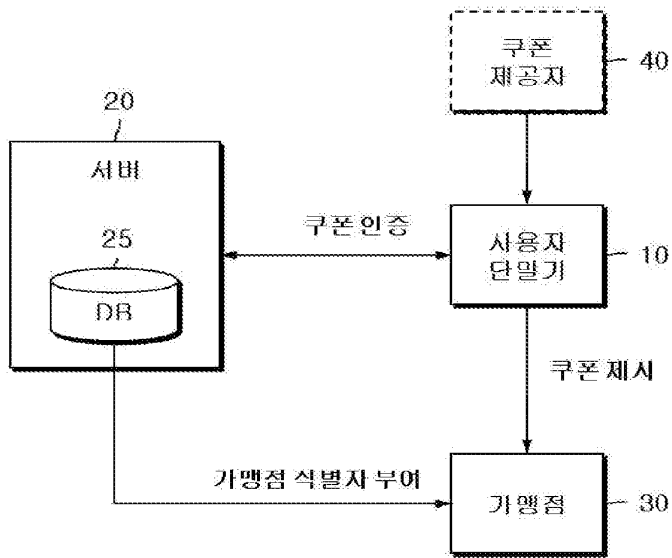 쿠폰
제공자
40
20
서버
25
DB
쿠폰 인증
사용자
단말기
10
쿠폰 제시
가맹점 식별자 부여
가맹점
30